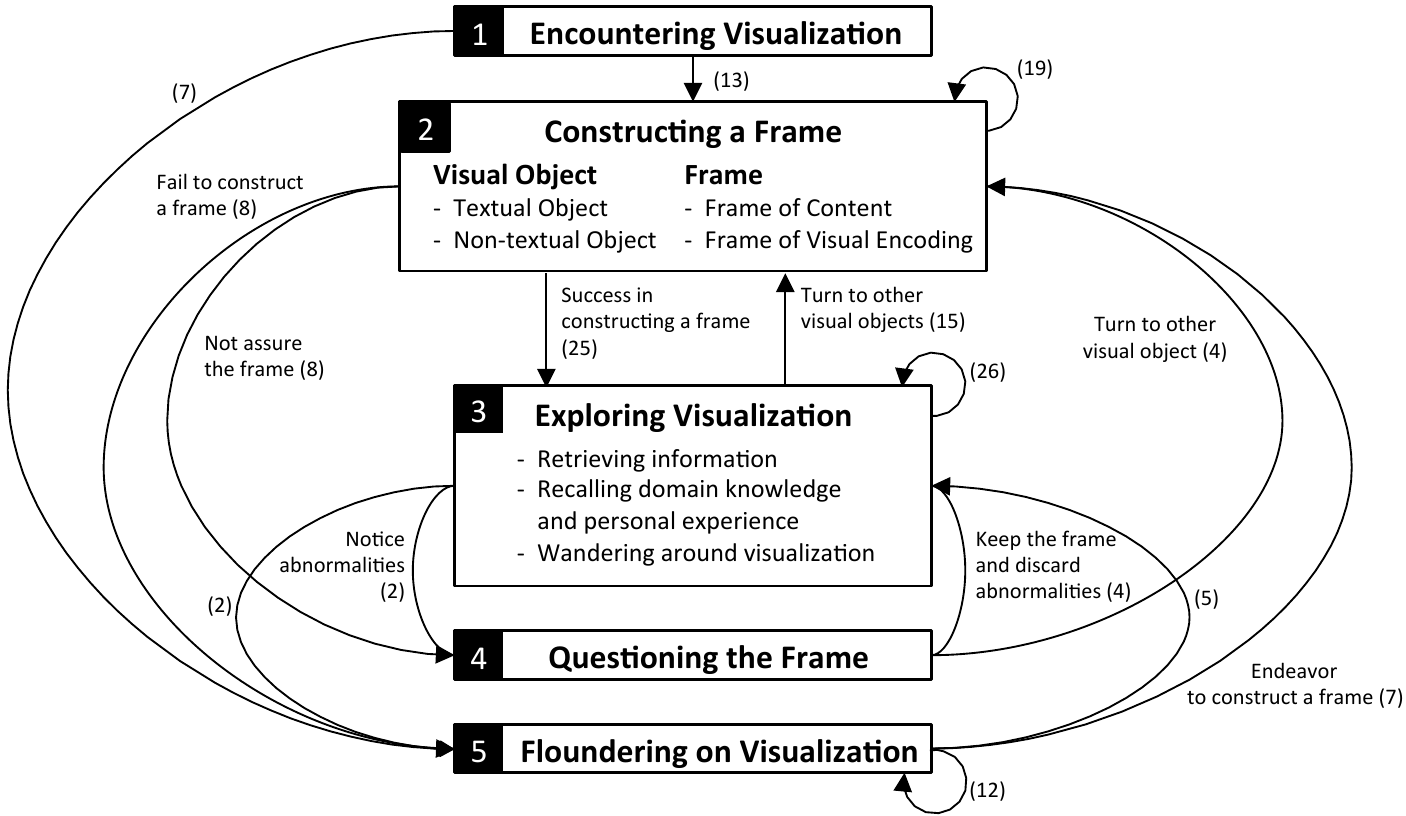 1 Encountering Visualization
(13)
(19)
(7)
2 Constructing a Frame
Visual Object
- Textual Object
- Non-textual Object
Frame
- Frame of Content
- Frame of Visual Encoding
Fail to construct
a frame (8)
Not assure
the frame (8)
Success in
constructing a frame
(25)
Turn to other
visual objects (15)
Turn to other
visual object (4)
(26)
3 Exploring Visualization
- Retrieving information
- Recalling domain knowledge
and personal experience
- Wandering around visualization
Notice
abnormalities
(2)
(2)
Keep the frame
and discard
abnormalities (4)
(5)
4 Questioning the Frame
Endeavor
to construct a frame (7)
5 Floundering on Visualization
(12)